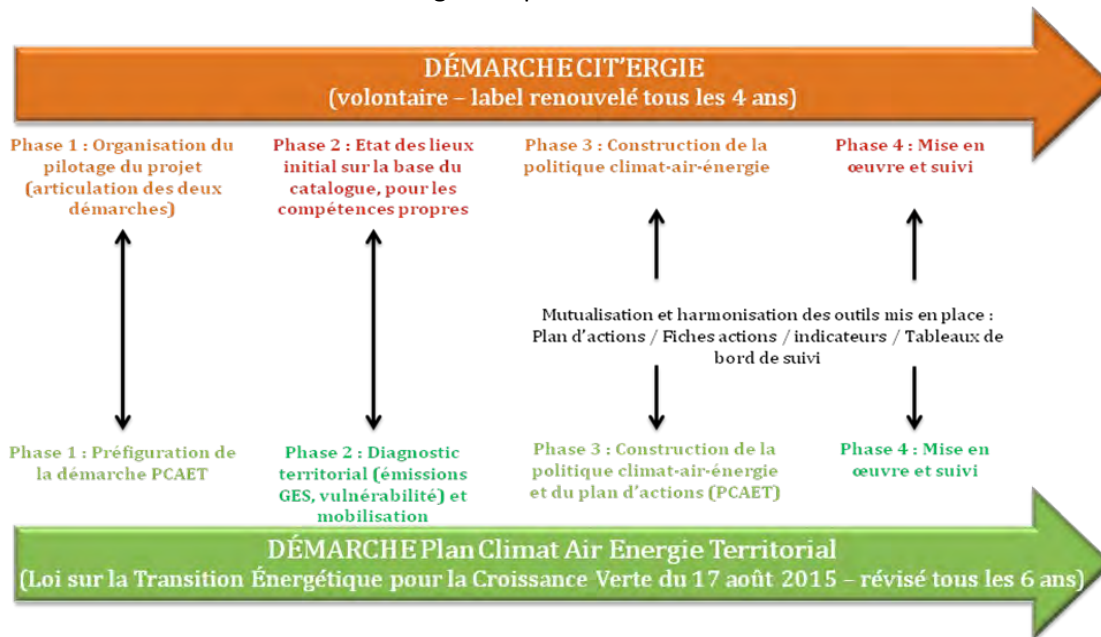 DÉMARCHE CIT'ERGIE
(volontaire – label renouvelé tous les 4 ans)
Phase 1 : Organisation du
pilotage du projet
(articulation des deux
démarches)
Phase 2 : Etat des lieux
initial sur la base du
catalogue, pour les
compétences propres
Phase 3 : Construction de la
politique climat-air-énergie
Phase 4 : Mise en
œuvre et suivi
Mutualisation et harmonisation des outils mis en place :
Plan d'actions / Fiches actions / indicateurs / Tableaux de
bord de suivi
Phase 1 : Préfiguration de
la démarche PCAET
Phase 2 : Diagnostic
territorial (émissions
GES, vulnérabilité) et
mobilisation
Phase 3 : Construction de la
politique climat-air-énergie
et du plan d'actions (PCAET)
Phase 4 : Mise en
œuvre et suivi
DÉMARCHE Plan Climat Air Energie Territorial
(Loi sur la Transition Énergétique pour la Croissance Verte du 17 août 2015 – révisé tous les 6 ans)